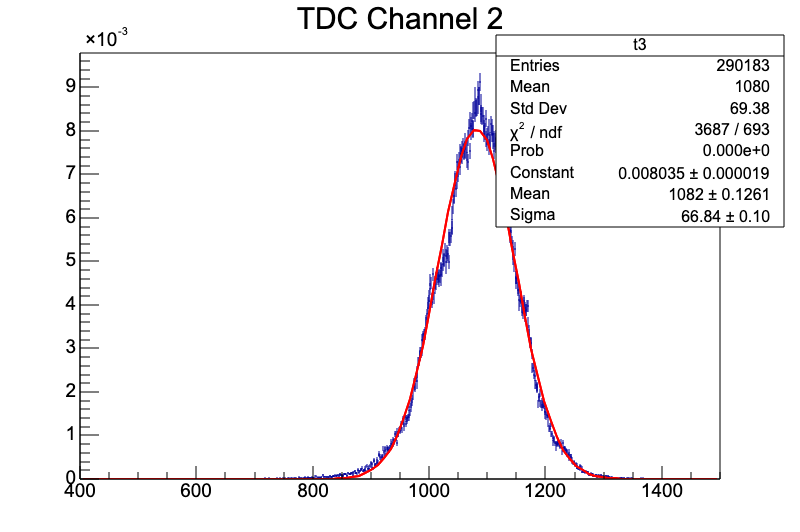 TDC Channel 2
×10⁻³
t3
Entries 290183
Mean 1080
Std Dev 69.38
χ² / ndf 3687 / 693
Prob 0.000e+0
Constant 0.008035 ± 0.000019
Mean 1082 ± 0.1261
Sigma 66.84 ± 0.10
9
8
7
6
5
4
3
2
1
0
400 600 800 1000 1200 1400